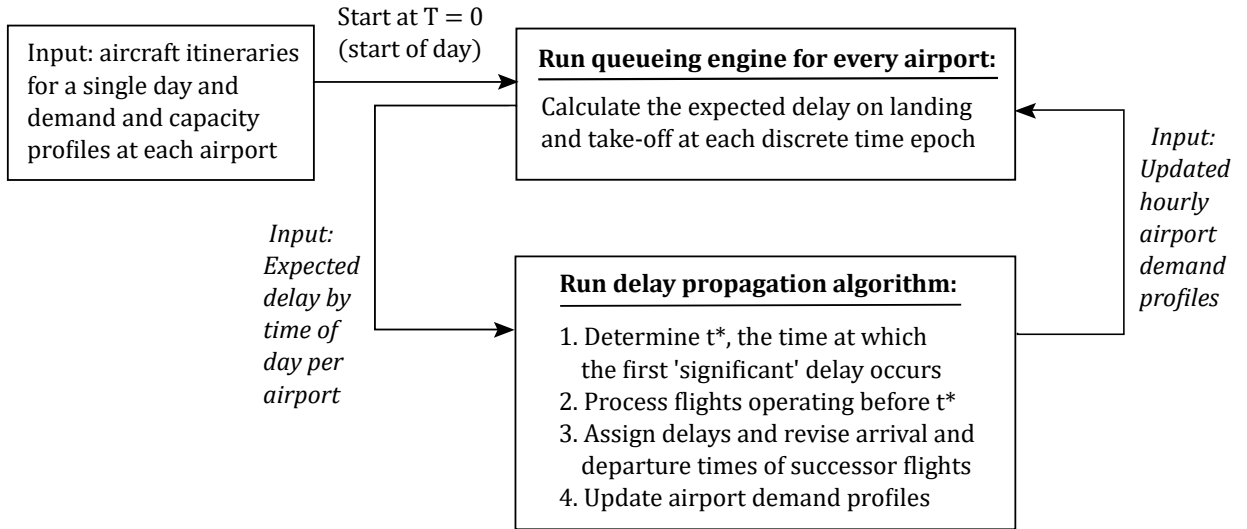 Input: aircraft itineraries
for a single day and
demand and capacity
profiles at each airport
Start at T = 0
(start of day)
Run queueing engine for every airport:
Calculate the expected delay on landing
and take-off at each discrete time epoch
Input:
Expected
delay by
time of
day per
airport
Run delay propagation algorithm:
1. Determine t*, the time at which
the first 'significant' delay occurs
2. Process flights operating before t*
3. Assign delays and revise arrival and
departure times of successor flights
4. Update airport demand profiles
Input:
Updated
hourly
airport
demand
profiles